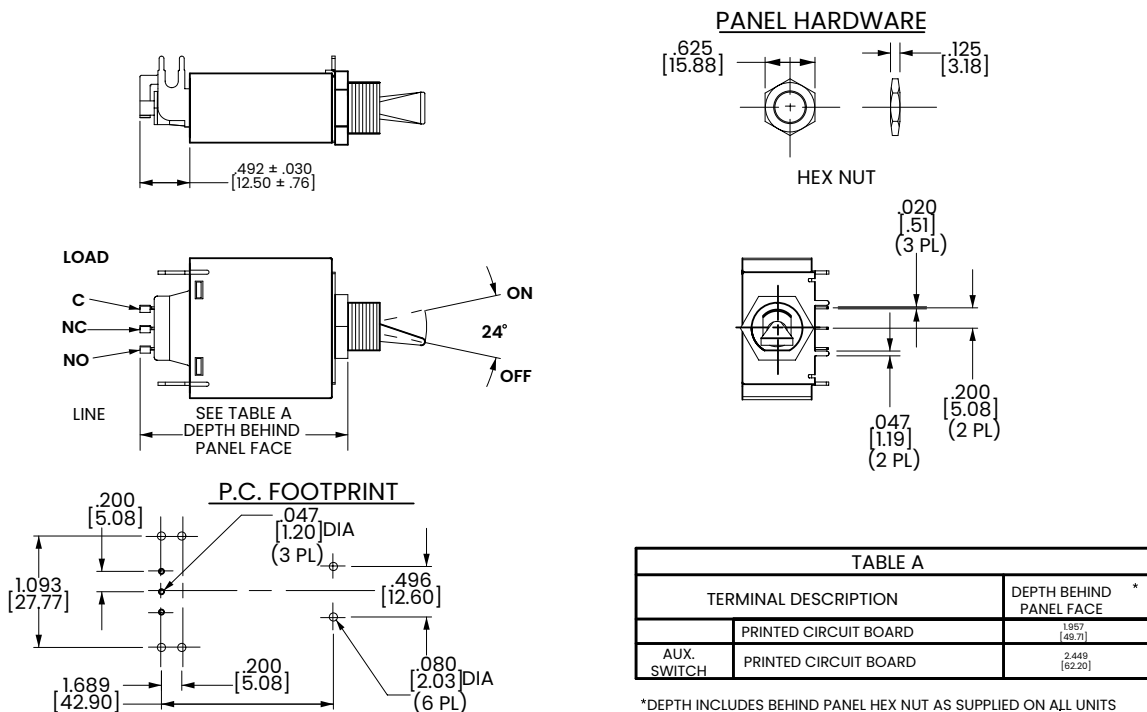 PANEL HARDWARE
.625
[15.88]
.125
[3.18]
HEX NUT
.492 ± .030
[12.50 ± .76]
LOAD
C
NC
NO
LINE
SEE TABLE A
DEPTH BEHIND
PANEL FACE
ON
24°
OFF
.020
[.51]
(3 PL)
.047
[1.19]
(2 PL)
.200
[5.08]
(2 PL)
P.C. FOOTPRINT
.200
[5.08]
.047
[1.20] DIA
(3 PL)
1.093
[27.77]
.496
[12.60]
.200
[5.08]
1.689
[42.90]
.080
[2.03] DIA
(6 PL)
TABLE A
TERMINAL DESCRIPTION
DEPTH BEHIND *
PANEL FACE
PRINTED CIRCUIT BOARD
1.957
[49.71]
AUX.
SWITCH
PRINTED CIRCUIT BOARD
2.449
[62.20]
*DEPTH INCLUDES BEHIND PANEL HEX NUT AS SUPPLIED ON ALL UNITS